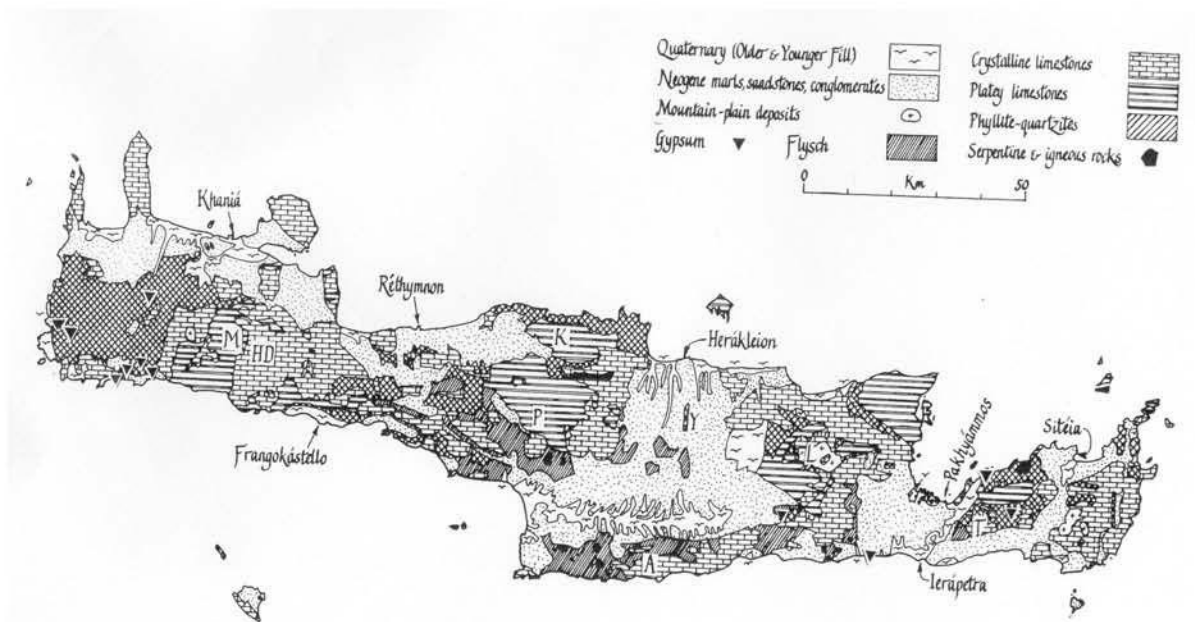 Quaternary (Older & Younger Fill)
Neogene marls, sandstones, conglomerates
Mountain-plain deposits
Gypsum
Flysch
Crystalline limestones
Platey limestones
Phyllite-quartzites
Serpentine & igneous rocks
0 Km 50
Khaniá
Réthymnon
Herákleion
Pakhyámmos
Sitéia
Frangokástello
Ierápetra
M
HD
K
P
Y
L
T
A